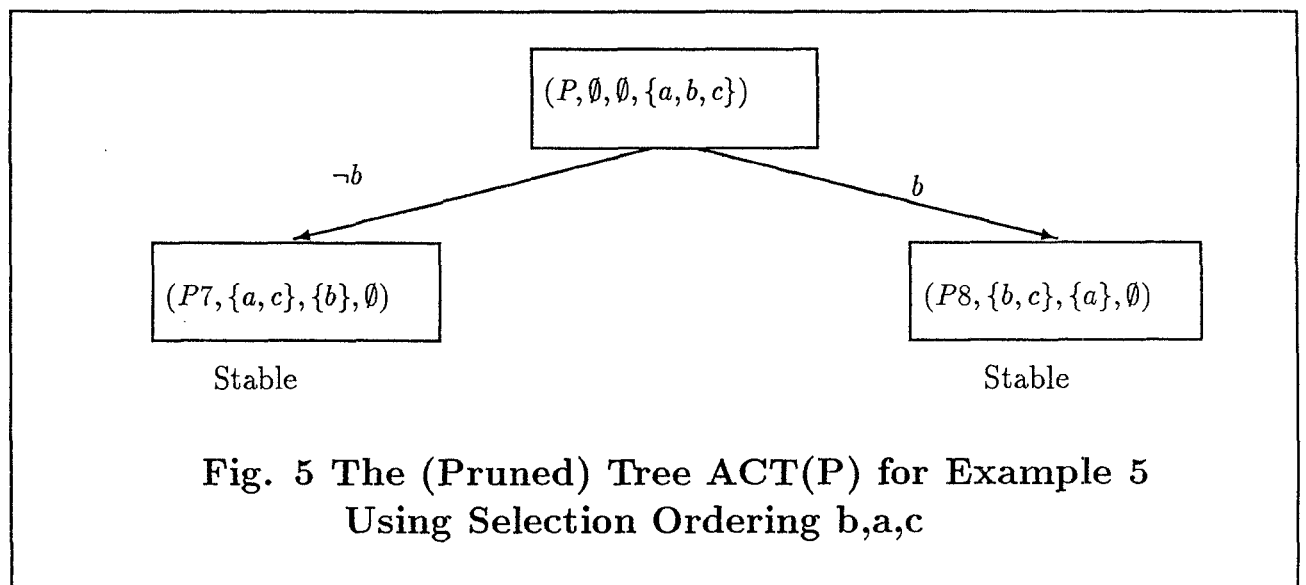 (P, ∅, ∅, {a, b, c})
¬b
b
(P7, {a, c}, {b}, ∅)
(P8, {b, c}, {a}, ∅)
Stable
Stable
Fig. 5 The (Pruned) Tree ACT(P) for Example 5
Using Selection Ordering b,a,c